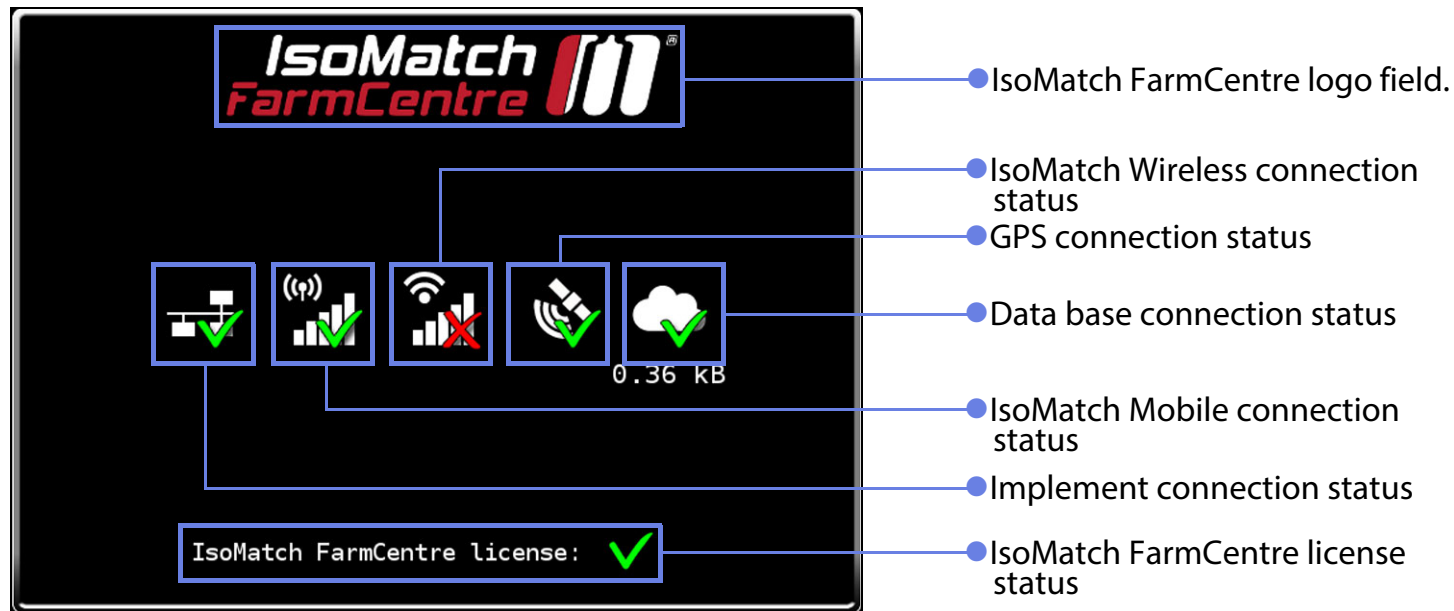 IsoMatch
FarmCentre
®
IsoMatch FarmCentre logo field.
IsoMatch Wireless connection
status
GPS connection status
Data base connection status
0.36 kB
IsoMatch Mobile connection
status
Implement connection status
IsoMatch FarmCentre license:
IsoMatch FarmCentre license
status